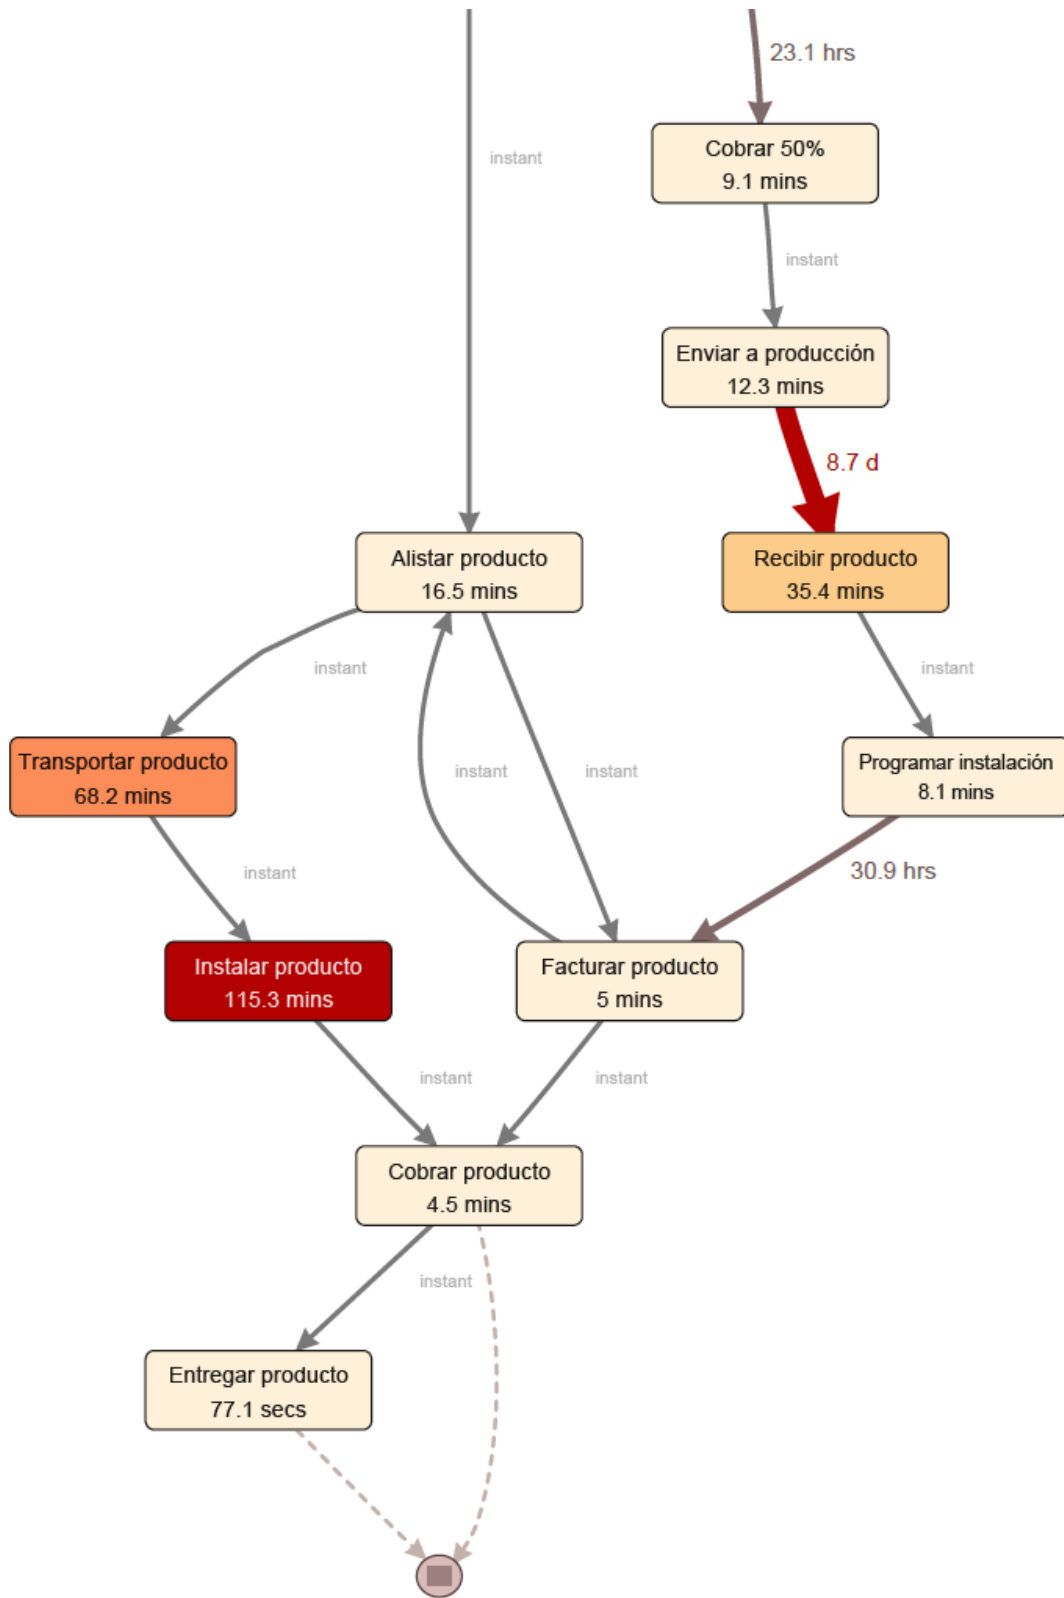 23.1 hrs
Cobrar 50%
9.1 mins
instant
instant
Enviar a producción
12.3 mins
8.7 d
Alistar producto
16.5 mins
Recibir producto
35.4 mins
instant
instant
Transportar producto
68.2 mins
instant
instant
Programar instalación
8.1 mins
instant
30.9 hrs
Instalar producto
115.3 mins
Facturar producto
5 mins
instant
instant
Cobrar producto
4.5 mins
instant
Entregar producto
77.1 secs